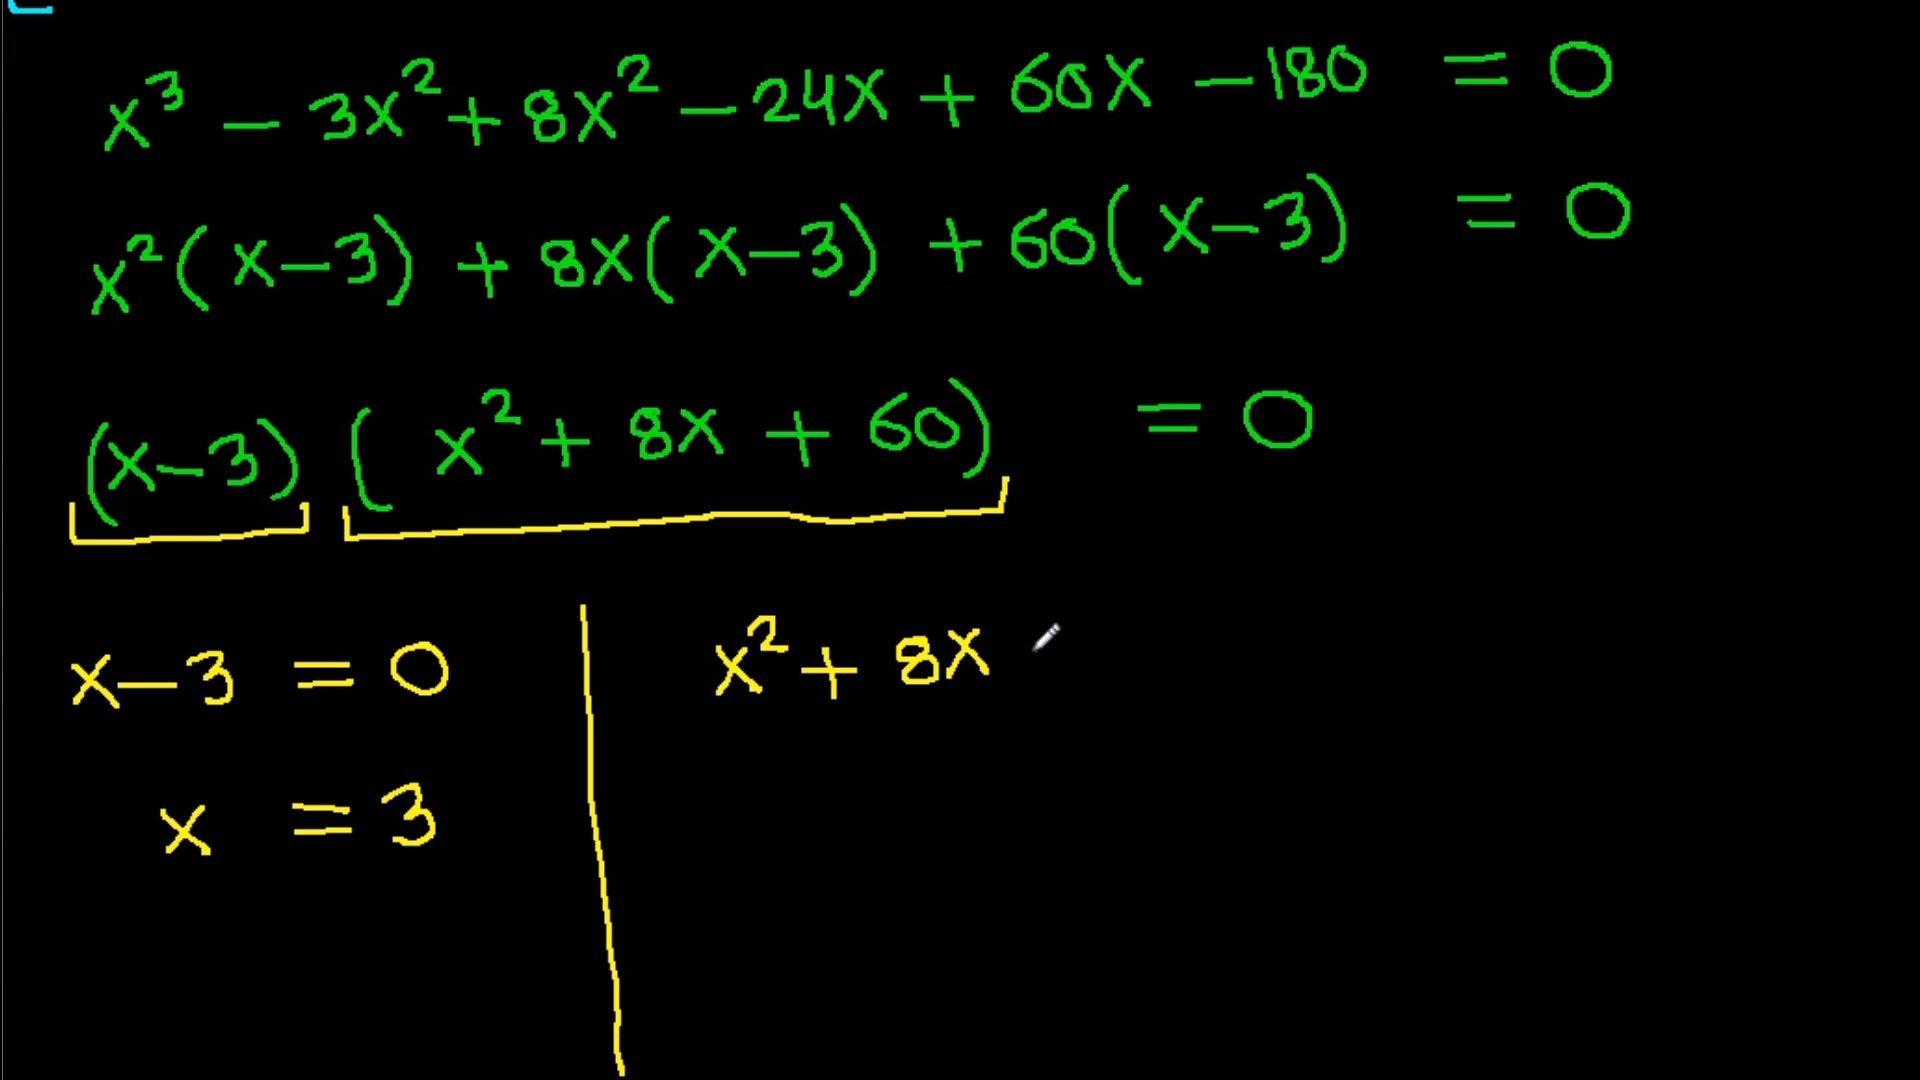 x³ − 3x² + 8x² − 24x + 60x − 180 = 0
x²(x−3) + 8x(x−3) + 60(x−3) = 0
(x−3)(x² + 8x + 60) = 0
x−3 = 0
x = 3
x² + 8x